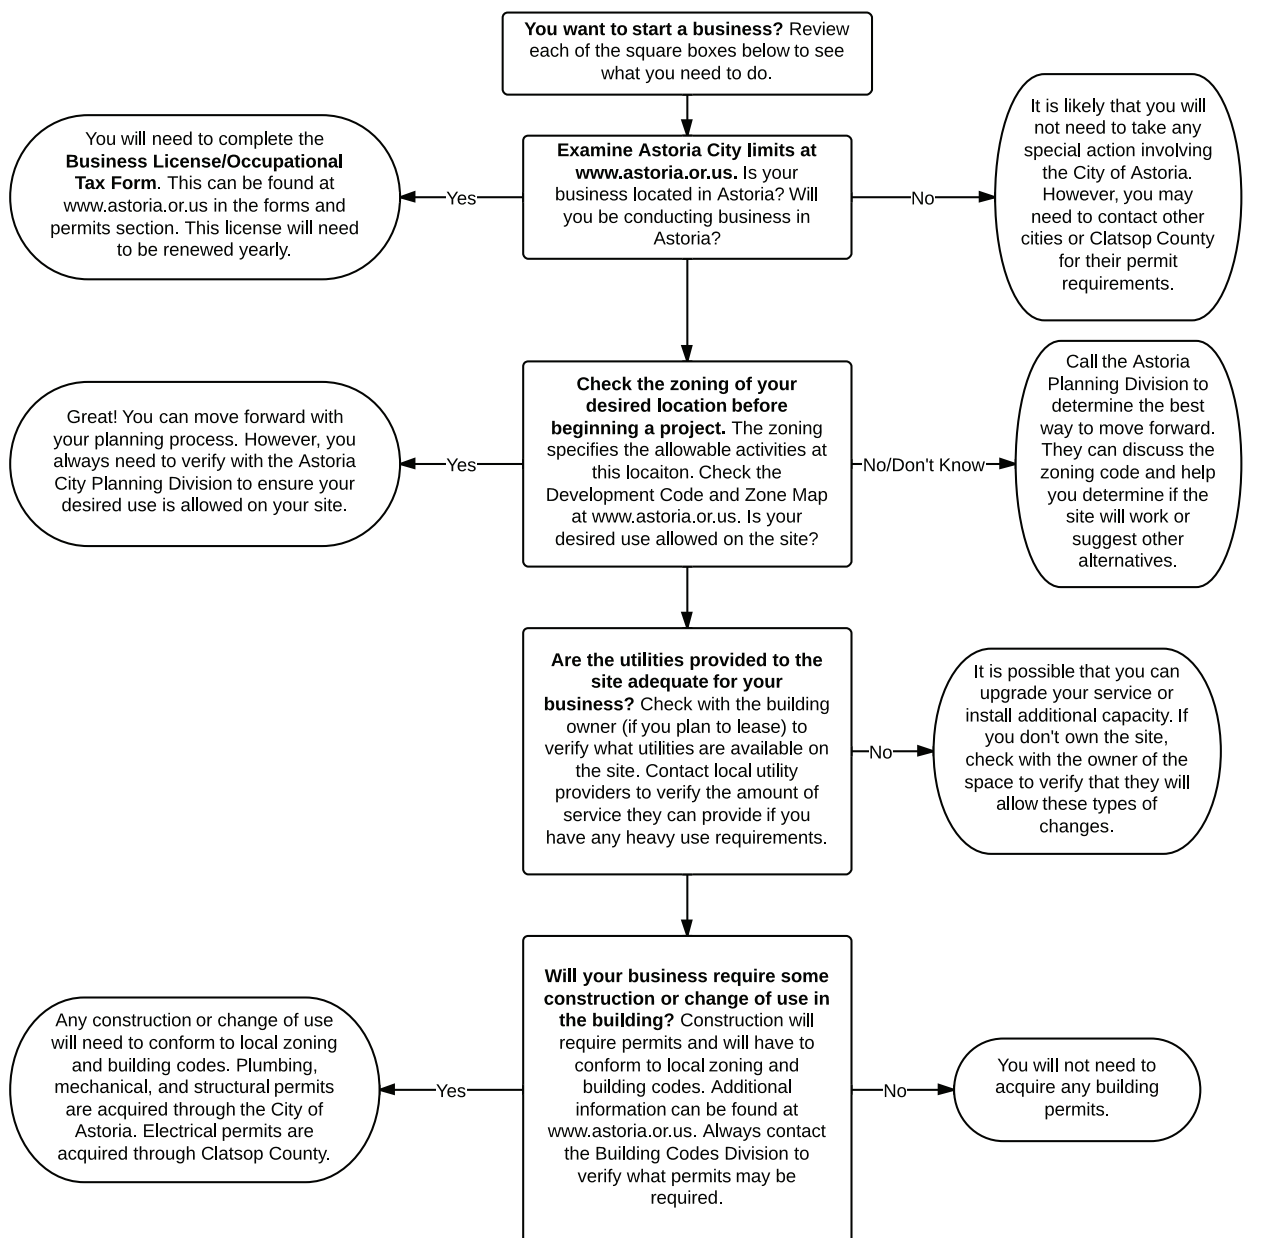 You want to start a business? Review
each of the square boxes below to see
what you need to do.
You will need to complete the
Business License/Occupational
Tax Form. This can be found at
www.astoria.or.us in the forms and
permits section. This license will need
to be renewed yearly.
Yes
Examine Astoria City limits at
www.astoria.or.us. Is your
business located in Astoria? Will
you be conducting business in
Astoria?
No
It is likely that you will
not need to take any
special action involving
the City of Astoria.
However, you may
need to contact other
cities or Clatsop County
for their permit
requirements.
Great! You can move forward with
your planning process. However, you
always need to verify with the Astoria
City Planning Division to ensure your
desired use is allowed on your site.
Yes
Check the zoning of your
desired location before
beginning a project. The zoning
specifies the allowable activities at
this locaiton. Check the
Development Code and Zone Map
at www.astoria.or.us. Is your
desired use allowed on the site?
No/Don't Know
Call the Astoria
Planning Division to
determine the best
way to move forward.
They can discuss the
zoning code and help
you determine if the
site will work or
suggest other
alternatives.
Are the utilities provided to the
site adequate for your
business? Check with the building
owner (if you plan to lease) to
verify what utilities are available on
the site. Contact local utility
providers to verify the amount of
service they can provide if you
have any heavy use requirements.
No
It is possible that you can
upgrade your service or
install additional capacity. If
you don't own the site,
check with the owner of the
space to verify that they will
allow these types of
changes.
Any construction or change of use
will need to conform to local zoning
and building codes. Plumbing,
mechanical, and structural permits
are acquired through the City of
Astoria. Electrical permits are
acquired through Clatsop County.
Yes
Will your business require some
construction or change of use in
the building? Construction will
require permits and will have to
conform to local zoning and
building codes. Additional
information can be found at
www.astoria.or.us. Always contact
the Building Codes Division to
verify what permits may be
required.
No
You will not need to
acquire any building
permits.